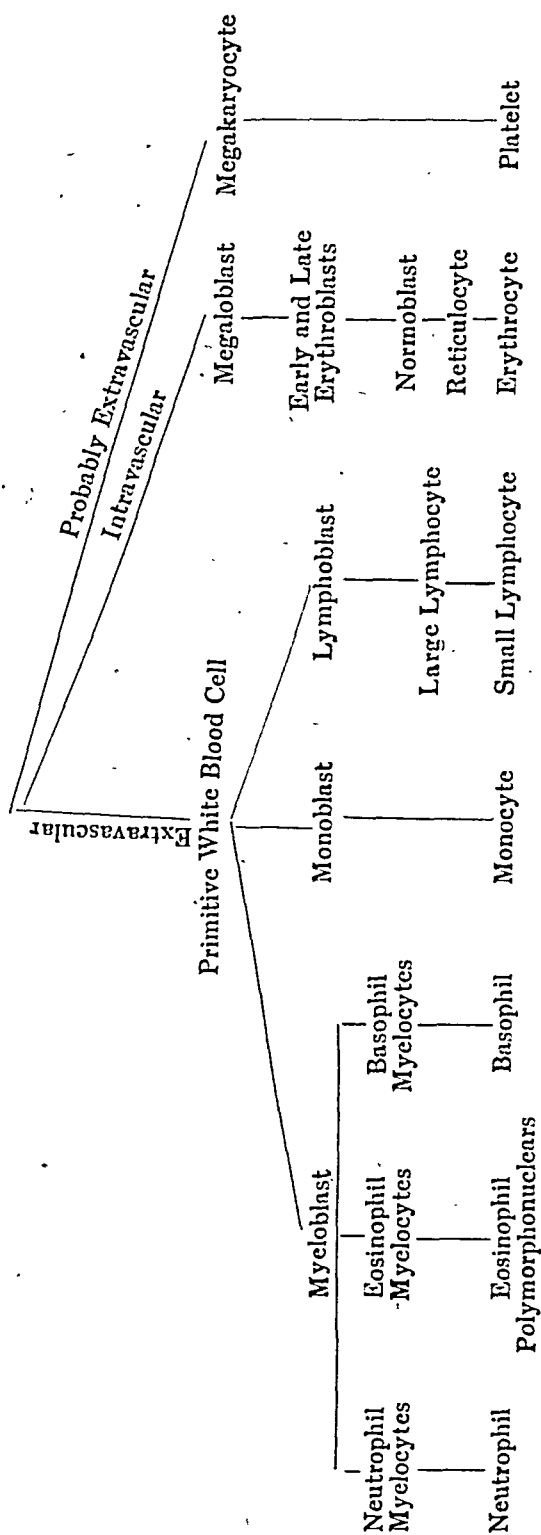 Probably Extravascular
Intravascular
Extravascular
Primitive White Blood Cell
Megaloblast
Megakaryocyte
Myeloblast
Monoblast
Lymphoblast
Early and Late
Erythroblasts
Neutrophil
Myelocytes
Eosinophil
Myelocytes
Basophil
Myelocytes
Large Lymphocyte
Normoblast
Reticulocyte
Neutrophil
Eosinophil
Polymorphonuclears
Basophil
Monocyte
Small Lymphocyte
Erythrocyte
Platelet